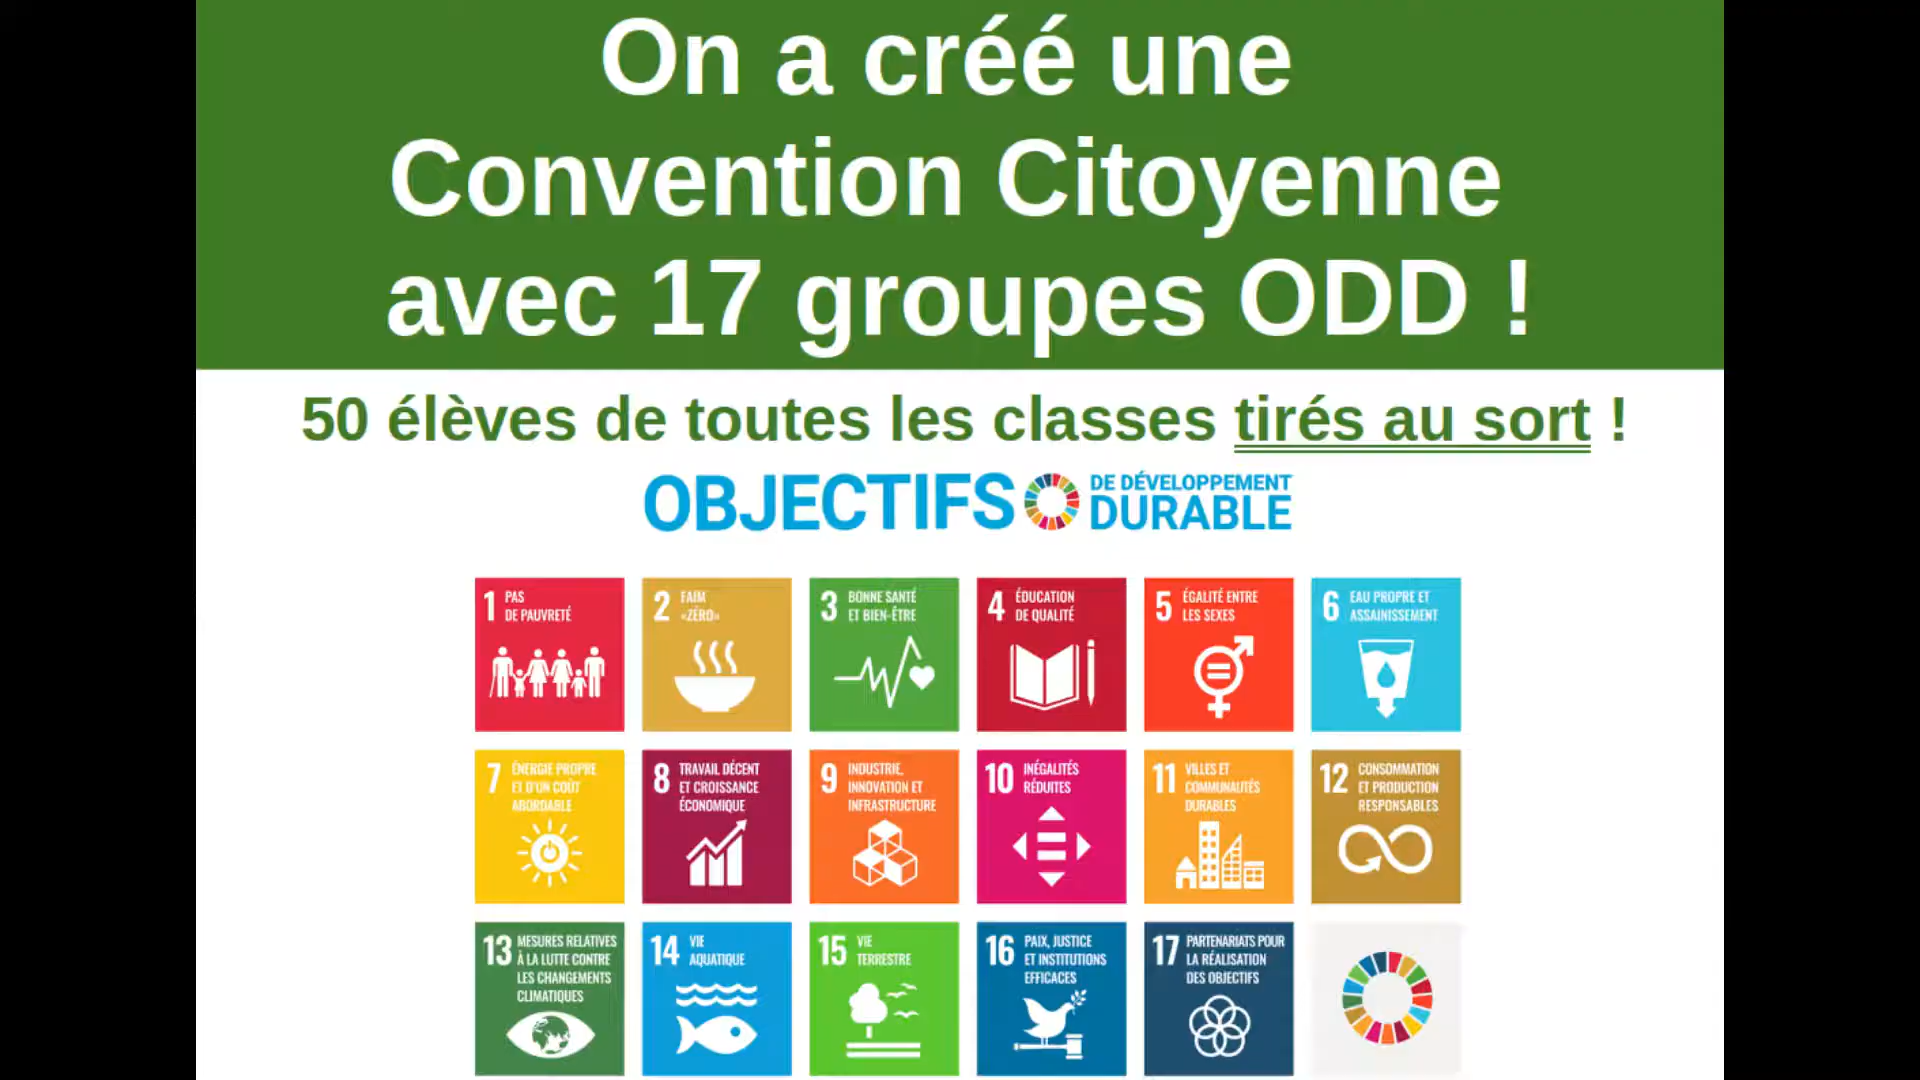 On a créé une
Convention Citoyenne
avec 17 groupes ODD !
50 élèves de toutes les classes tirés au sort !
OBJECTIFS DE DÉVELOPPEMENT
DURABLE
1 PAS
DE PAUVRETÉ
2 FAIM
«ZÉRO»
3 BONNE SANTÉ
ET BIEN-ÊTRE
4 ÉDUCATION
DE QUALITÉ
5 ÉGALITÉ ENTRE
LES SEXES
6 EAU PROPRE ET
ASSAINISSEMENT
7 ÉNERGIE PROPRE
ET D'UN COÛT
ABORDABLE
8 TRAVAIL DÉCENT
ET CROISSANCE
ÉCONOMIQUE
9 INDUSTRIE,
INNOVATION ET
INFRASTRUCTURE
10 INÉGALITÉS
RÉDUITES
11 VILLES ET
COMMUNAUTÉS
DURABLES
12 CONSOMMATION
ET PRODUCTION
RESPONSABLES
13 MESURES RELATIVES
À LA LUTTE CONTRE
LES CHANGEMENTS
CLIMATIQUES
14 VIE
AQUATIQUE
15 VIE
TERRESTRE
16 PAIX, JUSTICE
ET INSTITUTIONS
EFFICACES
17 PARTENARIATS POUR
LA RÉALISATION
DES OBJECTIFS